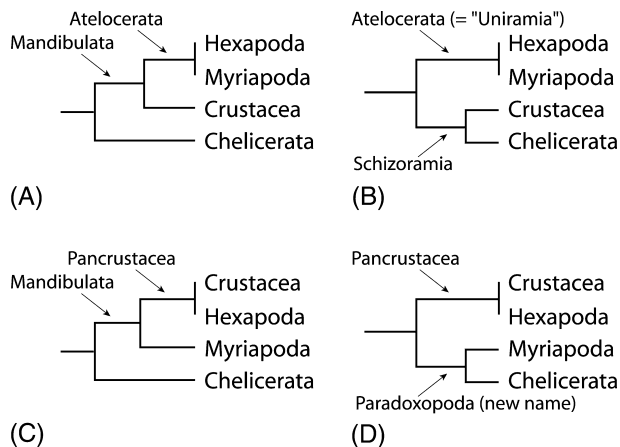 Atelocerata
Mandibulata
Hexapoda
Myriapoda
Crustacea
Chelicerata
(A)
Atelocerata (= "Uniramia")
Hexapoda
Myriapoda
Crustacea
Chelicerata
Schizoramia
(B)
Pancrustacea
Mandibulata
Crustacea
Hexapoda
Myriapoda
Chelicerata
(C)
Pancrustacea
Crustacea
Hexapoda
Myriapoda
Chelicerata
Paradoxopoda (new name)
(D)